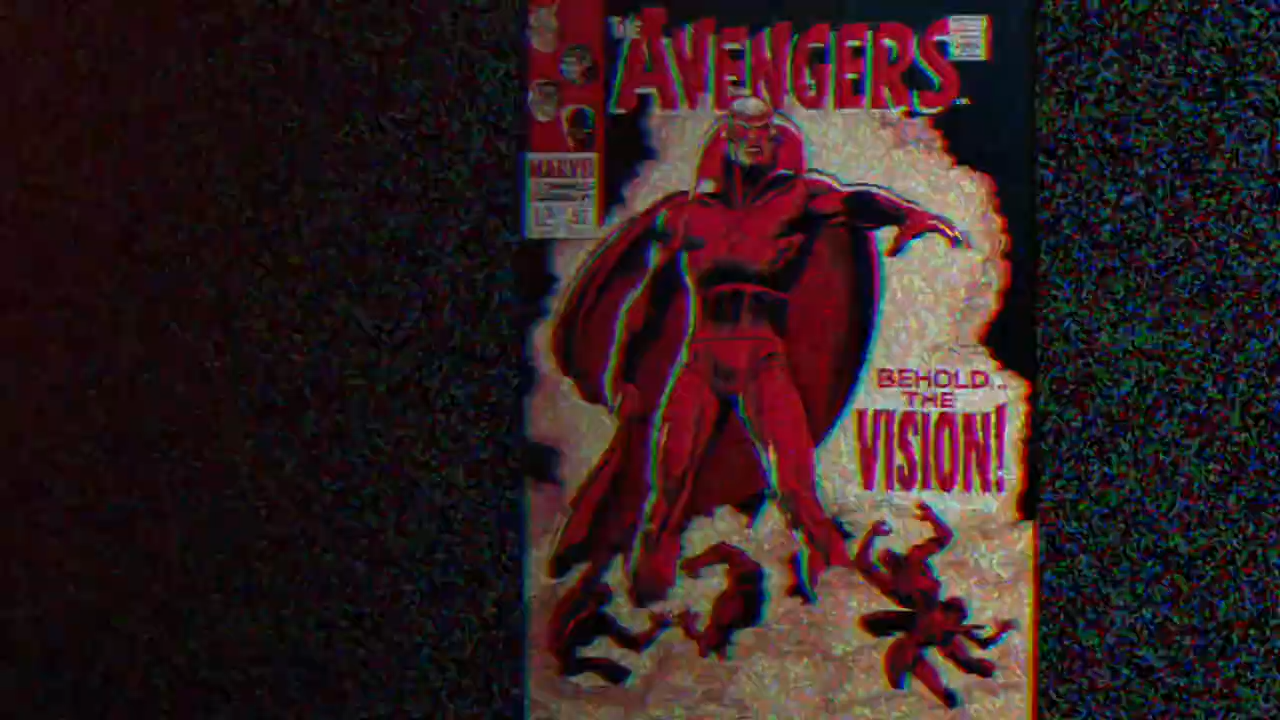 THE
AVENGERS
MARVEL
BEHOLD...
THE
VISION!